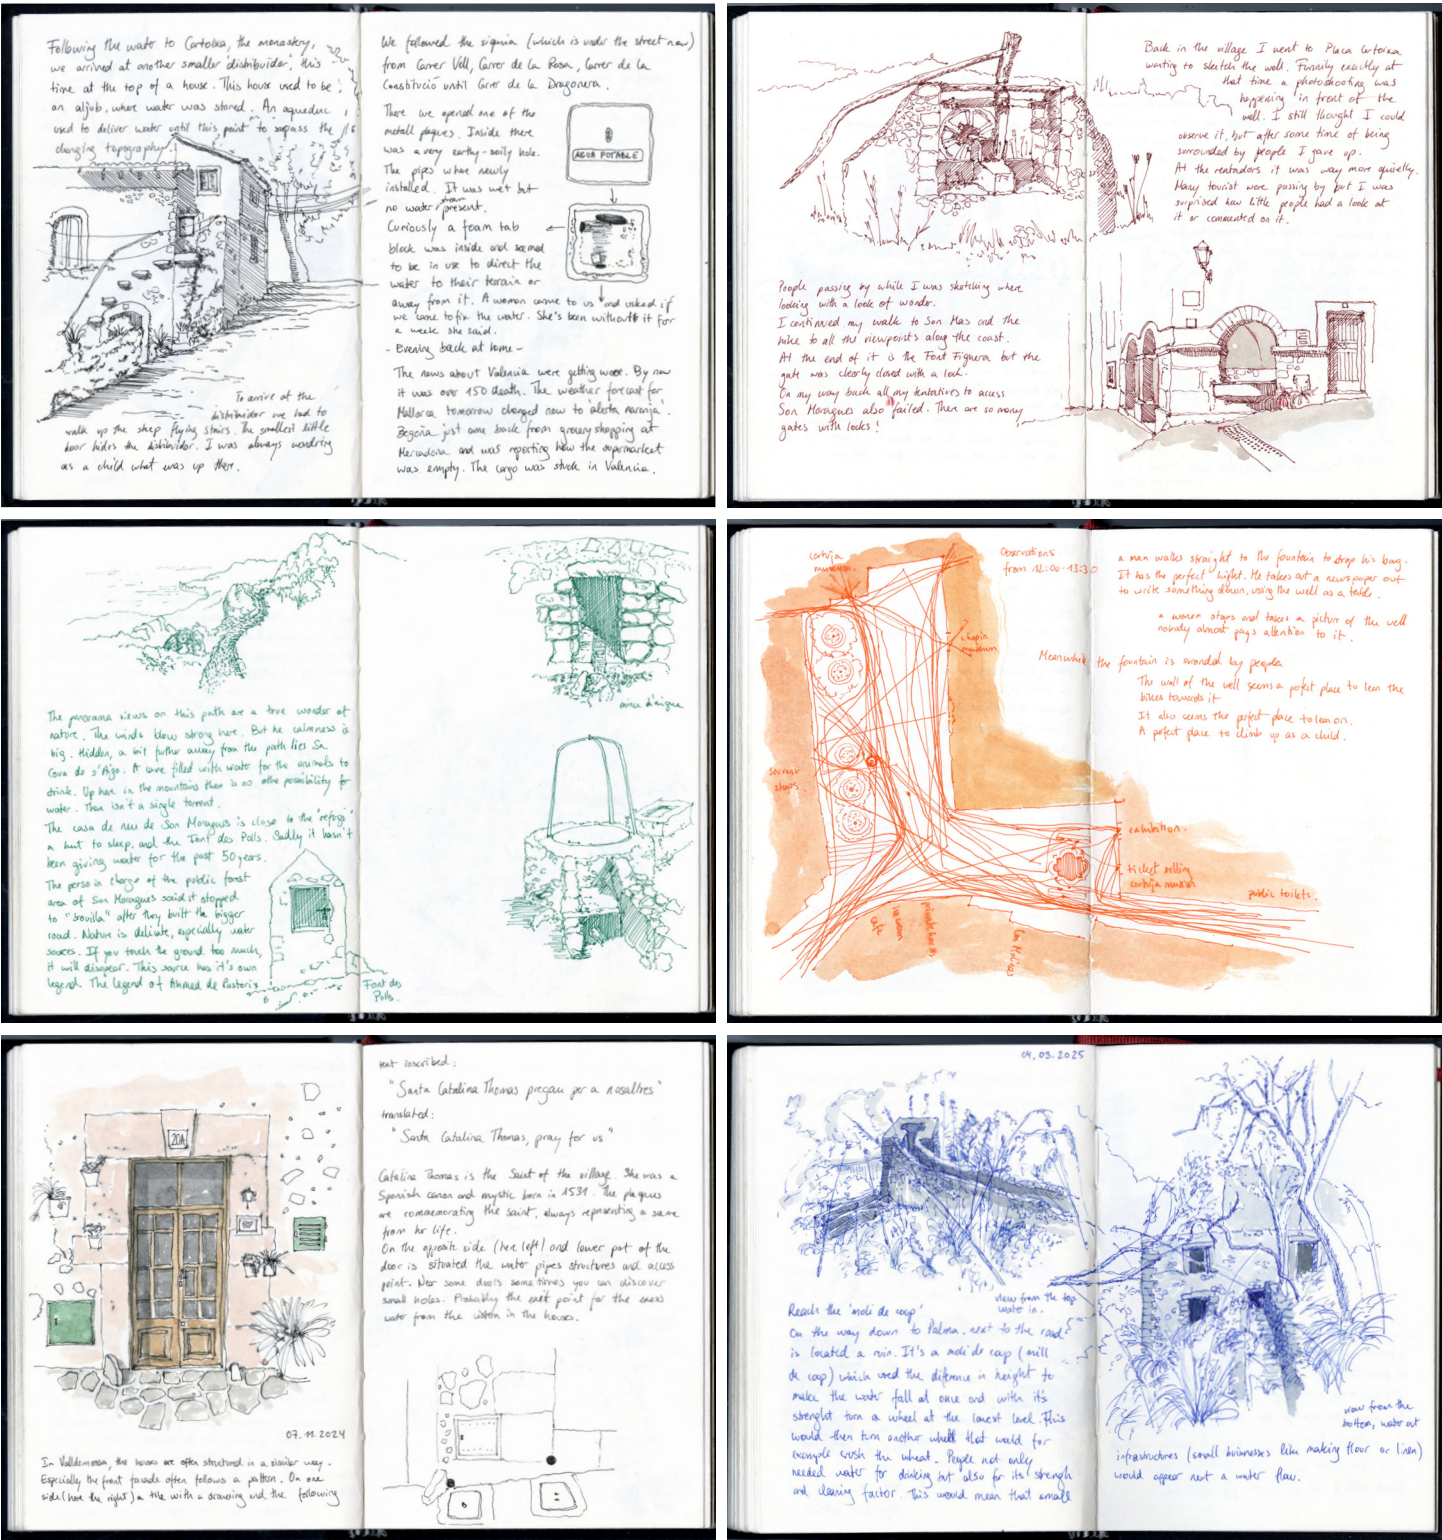 Following the water to Cartoixa, the monastery,
we arrived at another smaller 'distribuidor', this
time at the top of a house. This house used to be
an aljub, where water was stored. An aqueduc
used to deliver water until this point to the
changing topography.
To arrive at the
distribuidor we had to
walk up the steep flying stairs. The smallest little
door hides the distribuidor. I was always wondring
as a child what was up there.
We followed the siquia (which is under the street now)
from Carrer Vell, Carrer de la Rosa, Carrer de la
Constitució until Carrer de la Dragonera.
There we opened one of the
metall plaques. Inside there
was a very earthy-soily hole.
The pipes where newly
installed. It was wet but
no water present.
Curiously a foam tab
block was inside and seemed
to be in use to direct the
water to their terrain or
away from it. A woman came to us and asked if
we came to fix the water. She's been without it for
a week she said.
- Evening back at home -
The news about Valencia were getting worse. By now
it was over 150 death. The weather forecast for
Mallorca tomorrow changed now to alerta naranja.
Begoña just came back from grocery shopping at
Mercadona and was reporting how the supermarket
was empty. The cargo was stuck in Valencia.
AGUA POTABLE
Back in the village I went to Placa Cartoixa
wanting to sketch the well. Funnily exactly at
that time a photoshooting was
happening in front of the
well. I still thought I could
observe it, but after some time of being
surrounded by people I gave up.
At the rentadors it was way more quietly.
Many tourist were passing by but I was
surprised how little people had a look at
it or commented on it.
People passing by while I was sketching where
looking with a look of wonder.
I continued my walk to Son Mas and the
hike to all the viewpoints along the coast.
At the end of it is the Font Figuera but the
gate was clearly closed with a lock.
On my way back all my tentatives to access
Son Moragues also failed. There are so many
gates with locks!
The panorama views on this path are a true wonder of
nature. The winds blow strong here. But he calmness is
big. Hidden, a bit further away from the path lies Sa
Cova de s'Aigo. A cave filled with water for the animals to
drink. Up here in the mountains there is no othe possibility for
water. There isn't a single torrent.
The casa de neu de Son Moragues is close to the 'refugi'
a hut to sleep, and the Font des Polls. Sadly it hasn't
been giving water for the past 50 years.
The perso in charge of the public forest
area of Son Moragues said it stopped
to after they built the bigger
road. Nature is delicate, especially water
sources. If you touch the ground too much,
it will disapear. This source has it's own
legend. The legend of Ahmed de Pastorix
Font des
Polls.
mina d'aigua
cartuja
museum
Observations
from 12:00-13:30
chopin
museum
souvenir
shops
exhibition
ticket selling
cartuja museum
public toilets
cafe
museum
private houses
a man walks straight to the fountain to drop his bag.
It has the perfect hight. He takes out a newspaper out
to write something down, using the well as a table.
a women stops and takes a picture of the well
nobody almost pays attention to it.
Meanwhile the fountain is surrounded by people
The wall of the well seems a perfect place to lean the
bikes towards it
It also seems the perfect place to lean on.
A perfect place to climb up as a child.
20A
07.11.2024
In Valldemossa, the houses are often structured in a similar way.
Especially the front facade often follows a pattern. On one
side (here the right) a tile with a drawing and the following
text inscribed:
"Santa Catalina Thomas pregau per a nosaltres"
translated:
"Santa Catalina Thomas, pray for us"
Catalina Thomas is the Saint of the village. She was a
Spanish canon and mystic born in 1531. The plaques
are commemorating the saint, always representing a scene
from her life.
On the opposite side (here left) and lower part of the
door is situated the water pipes structures and access
point. Near some doors sometimes you can discover
small holes. Probably the exit point for the excess
water from the cistern in the houses.
04.03.2025
view from the top
water in.
Reach the 'moli de cap'
On the way down to Palma, next to the road
is located a ruin. It's a moli de cap (mill
de cap) which used the diference in height to
make the water fall at once and with it's
strenght turn a wheel at the lowest level. This
would then turn another wheel that would for
example crush the wheat. People not only
needed water for drinking but also for its strengh
and cleaning factor. This would mean that small
view from the
bottom, water out
infrastructures (small buisnesses like making flour or linen)
would appear next a water flow.